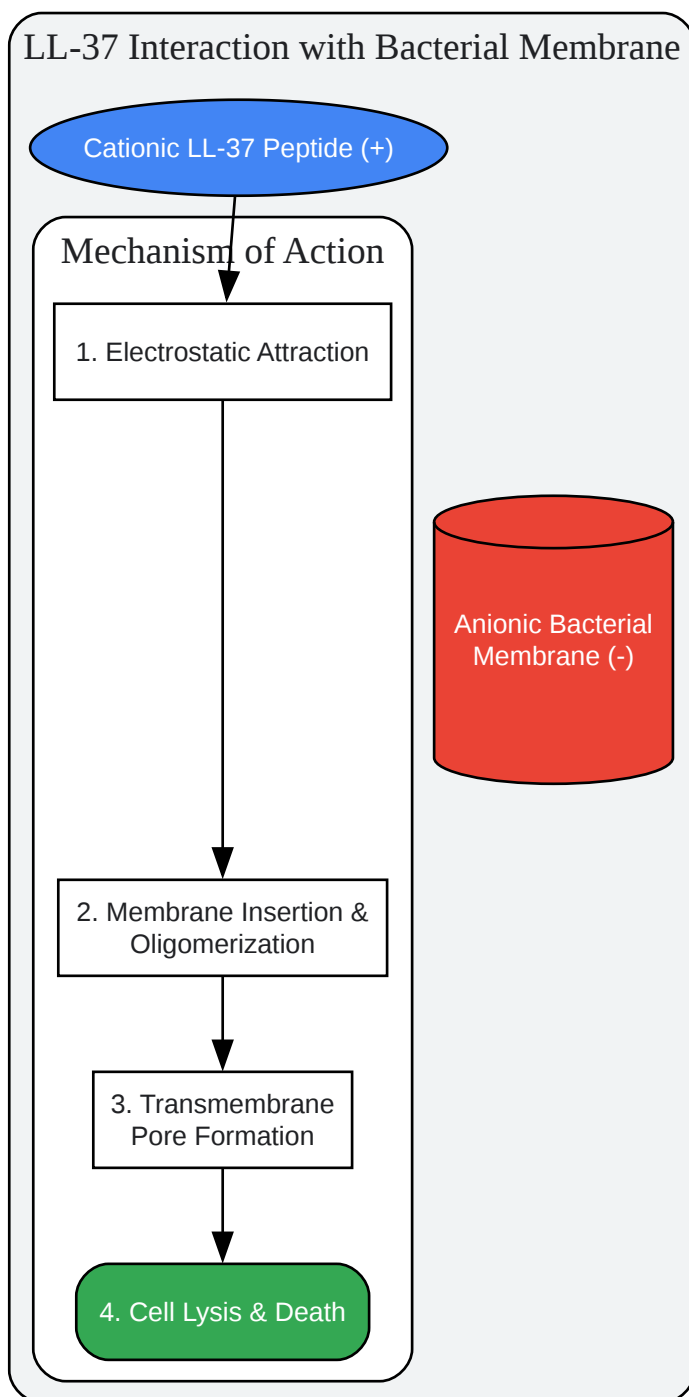 LL-37 Interaction with Bacterial Membrane
Cationic LL-37 Peptide (+)
Mechanism of Action
1. Electrostatic Attraction
Anionic Bacterial
Membrane (-)
2. Membrane Insertion &
Oligomerization
3. Transmembrane
Pore Formation
4. Cell Lysis & Death